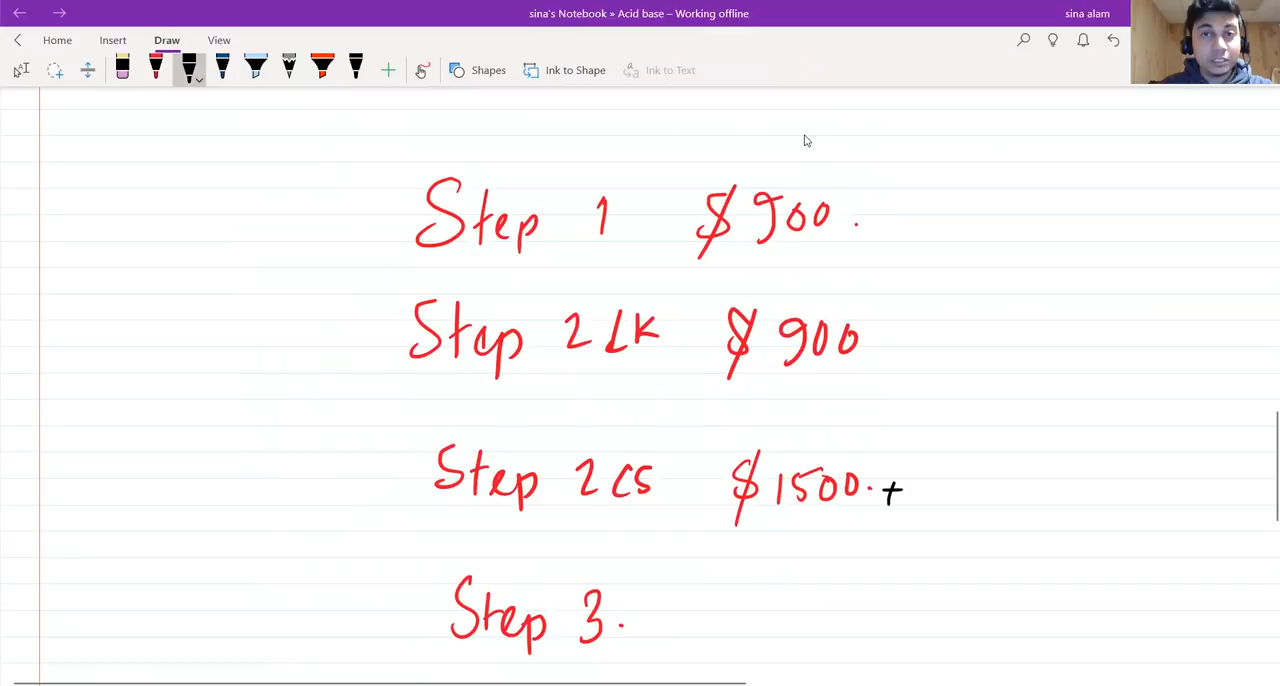 sina's Notebook » Acid base – Working offline
sina alam
Home Insert Draw View
Shapes Ink to Shape Ink to Text
Step 1 $900.
Step 2 CK $900
Step 2 CS $1500. +
Step 3.